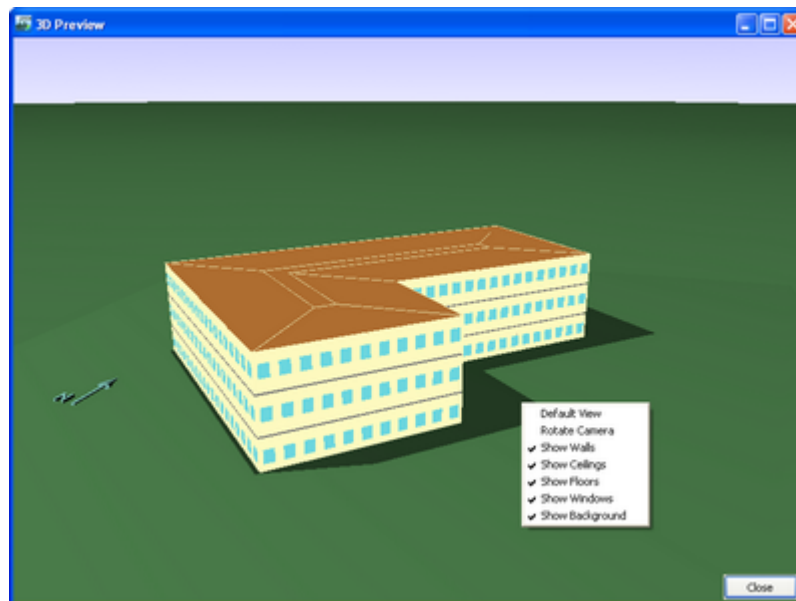 3D Preview
Default View
Rotate Camera
Show Walls
Show Ceilings
Show Floors
Show Windows
Show Background
Close